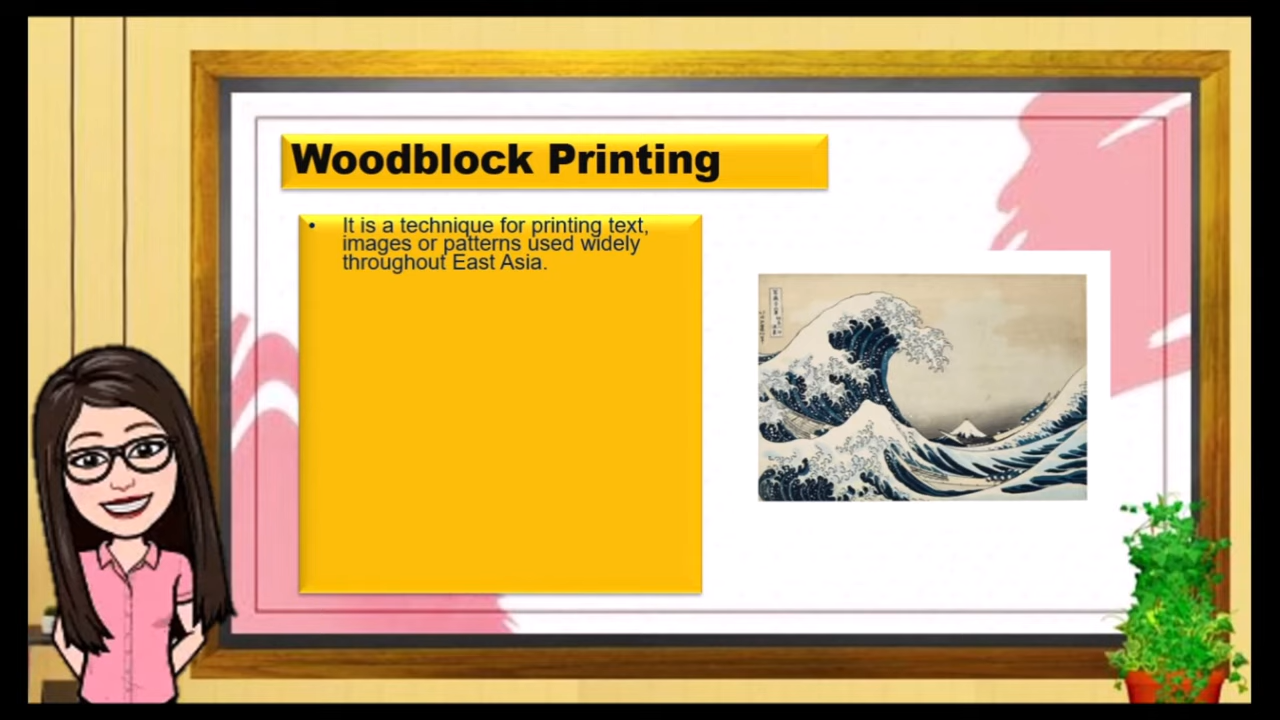 Woodblock Printing
• It is a technique for printing text,
images or patterns used widely
throughout East Asia.